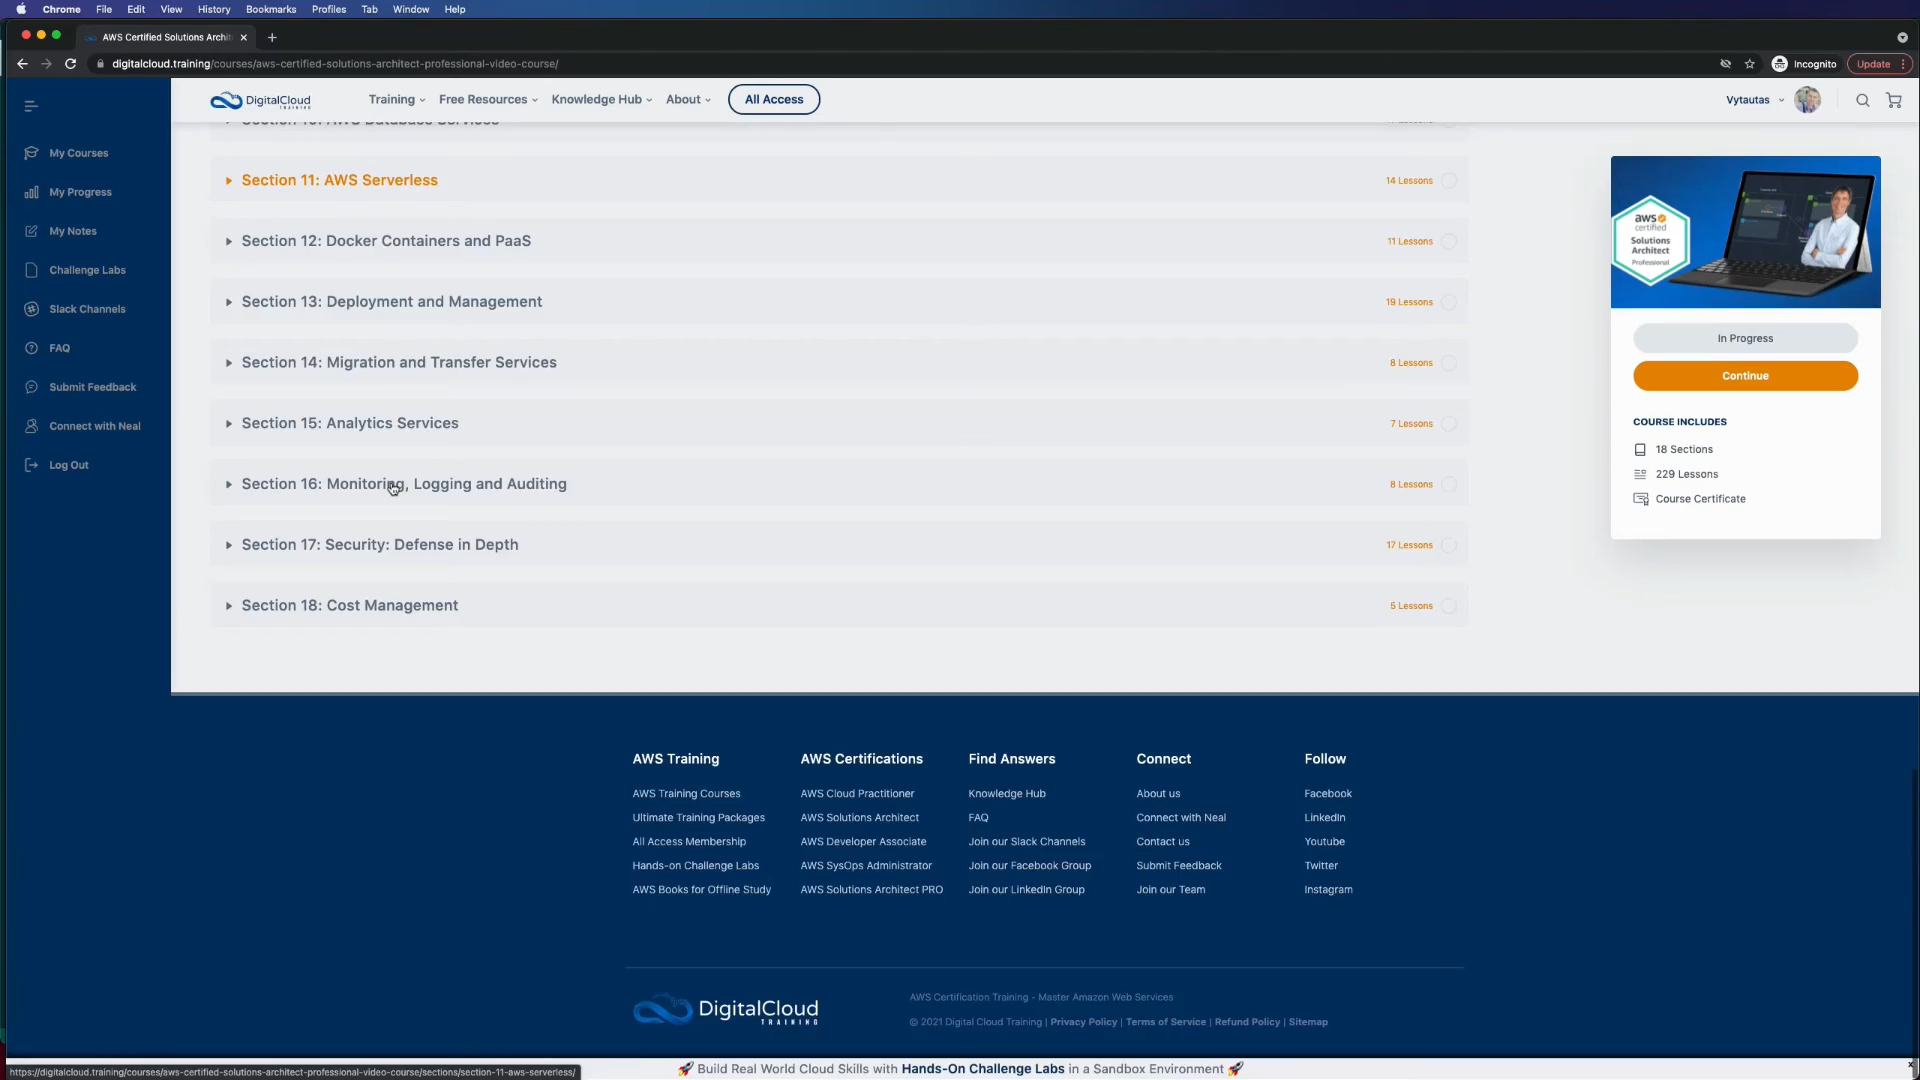 Chrome File Edit View History Bookmarks Profiles Tab Window Help
AWS Certified Solutions Archit
digitalcloud.training/courses/aws-certified-solutions-architect-professional-video-course/
Incognito
Update
DigitalCloud
TRAINING
Training
Free Resources
Knowledge Hub
About
All Access
Vytautas
My Courses
My Progress
My Notes
Challenge Labs
Slack Channels
FAQ
Submit Feedback
Connect with Neal
Log Out
Section 10: AWS Database Services
Section 11: AWS Serverless
14 Lessons
Section 12: Docker Containers and PaaS
11 Lessons
Section 13: Deployment and Management
19 Lessons
Section 14: Migration and Transfer Services
8 Lessons
Section 15: Analytics Services
7 Lessons
Section 16: Monitoring, Logging and Auditing
8 Lessons
Section 17: Security: Defense in Depth
17 Lessons
Section 18: Cost Management
5 Lessons
aws
certified
Solutions
Architect
Professional
In Progress
Continue
COURSE INCLUDES
18 Sections
229 Lessons
Course Certificate
AWS Training
AWS Training Courses
Ultimate Training Packages
All Access Membership
Hands-on Challenge Labs
AWS Books for Offline Study
AWS Certifications
AWS Cloud Practitioner
AWS Solutions Architect
AWS Developer Associate
AWS SysOps Administrator
AWS Solutions Architect PRO
Find Answers
Knowledge Hub
FAQ
Join our Slack Channels
Join our Facebook Group
Join our LinkedIn Group
Connect
About us
Connect with Neal
Contact us
Submit Feedback
Join our Team
Follow
Facebook
LinkedIn
Youtube
Twitter
Instagram
DigitalCloud
TRAINING
AWS Certification Training - Master Amazon Web Services
© 2021 Digital Cloud Training | Privacy Policy | Terms of Service | Refund Policy | Sitemap
https://digitalcloud.training/courses/aws-certified-solutions-architect-professional-video-course/sections/section-11-aws-serverless/
🚀 Build Real World Cloud Skills with Hands-On Challenge Labs in a Sandbox Environment 🚀
x